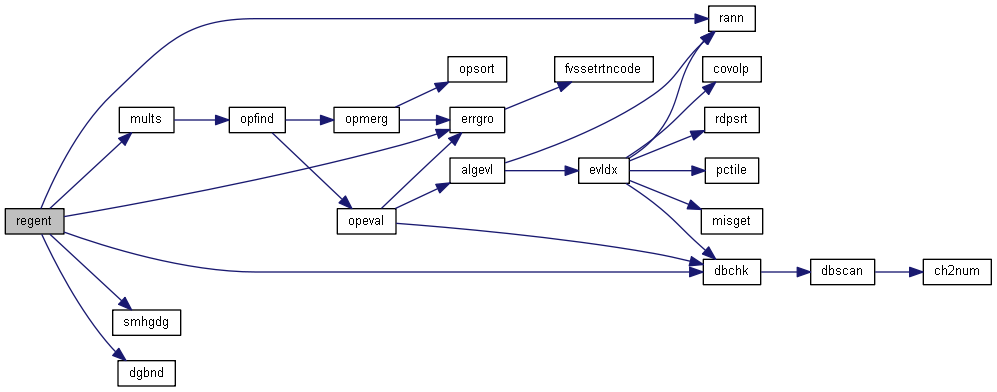 rann
opsort
fvssetrtncode
covolp
mults
opfind
opmerg
errgro
rdpsrt
algevl
evldx
pctile
regent
opeval
misget
dbchk
dbscan
ch2num
smhgdg
dgbnd